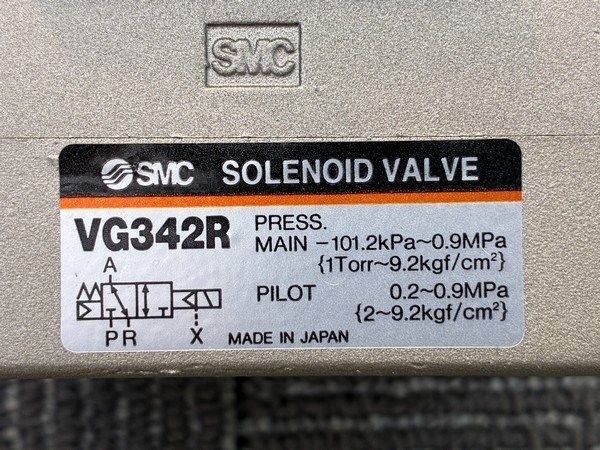 SMC
SMC SOLENOID VALVE
VG342R PRESS.
MAIN −101.2kPa~0.9MPa
{1Torr~9.2kgf/cm²}
A
PILOT 0.2~0.9MPa
{2~9.2kgf/cm²}
P R X MADE IN JAPAN